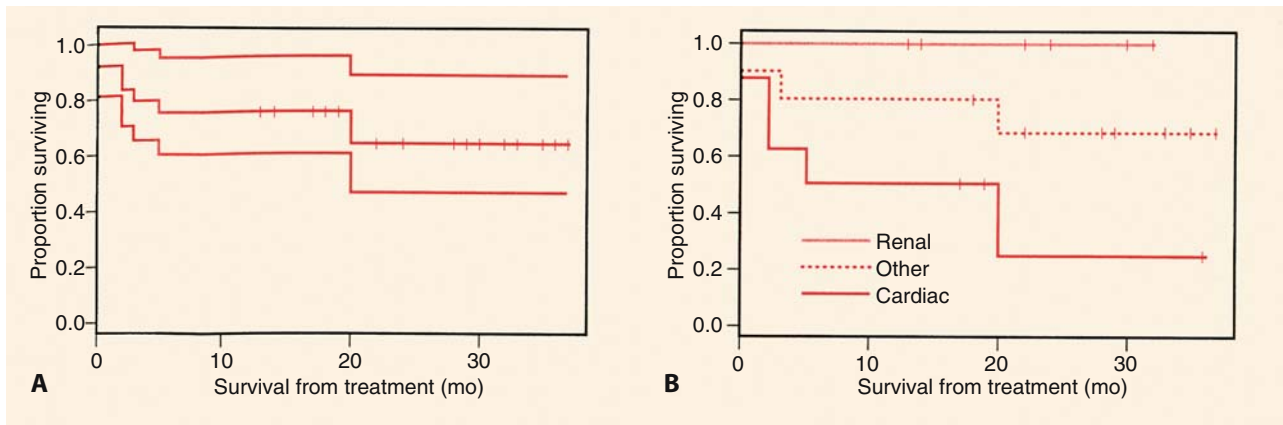 Proportion surviving
1.0
0.8
0.6
0.4
0.2
0.0
0 10 20 30
Survival from treatment (mo)
A
Proportion surviving
1.0
0.8
0.6
0.4
0.2
0.0
Renal
Other
Cardiac
0 10 20 30
Survival from treatment (mo)
B